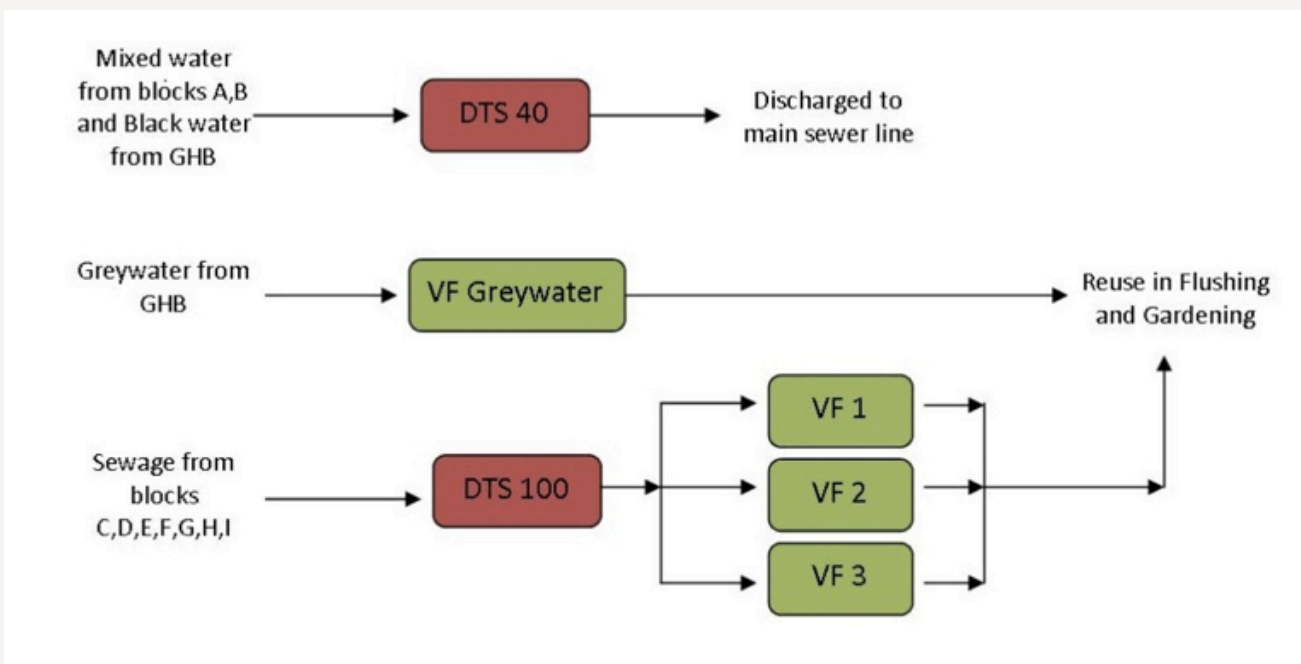 Mixed water
from blocks A,B
and Black water
from GHB
DTS 40
Discharged to
main sewer line
Greywater from
GHB
VF Greywater
Reuse in Flushing
and Gardening
Sewage from
blocks
C,D,E,F,G,H,I
DTS 100
VF 1
VF 2
VF 3